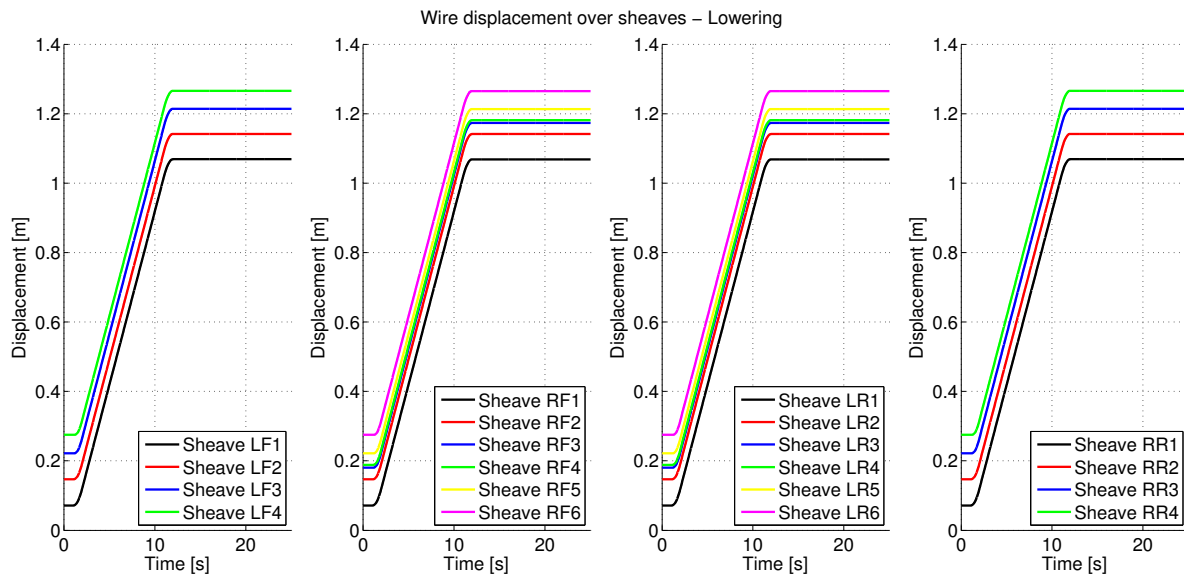 Wire displacement over sheaves – Lowering
1.4
1.2
1
0.8
0.6
0.4
0.2
0
0
10
20
Displacement [m]
Time [s]
Sheave LF1
Sheave LF2
Sheave LF3
Sheave LF4
1.4
1.2
1
0.8
0.6
0.4
0.2
0
0
10
20
Displacement [m]
Time [s]
Sheave RF1
Sheave RF2
Sheave RF3
Sheave RF4
Sheave RF5
Sheave RF6
1.4
1.2
1
0.8
0.6
0.4
0.2
0
0
10
20
Displacement [m]
Time [s]
Sheave LR1
Sheave LR2
Sheave LR3
Sheave LR4
Sheave LR5
Sheave LR6
1.4
1.2
1
0.8
0.6
0.4
0.2
0
0
10
20
Displacement [m]
Time [s]
Sheave RR1
Sheave RR2
Sheave RR3
Sheave RR4